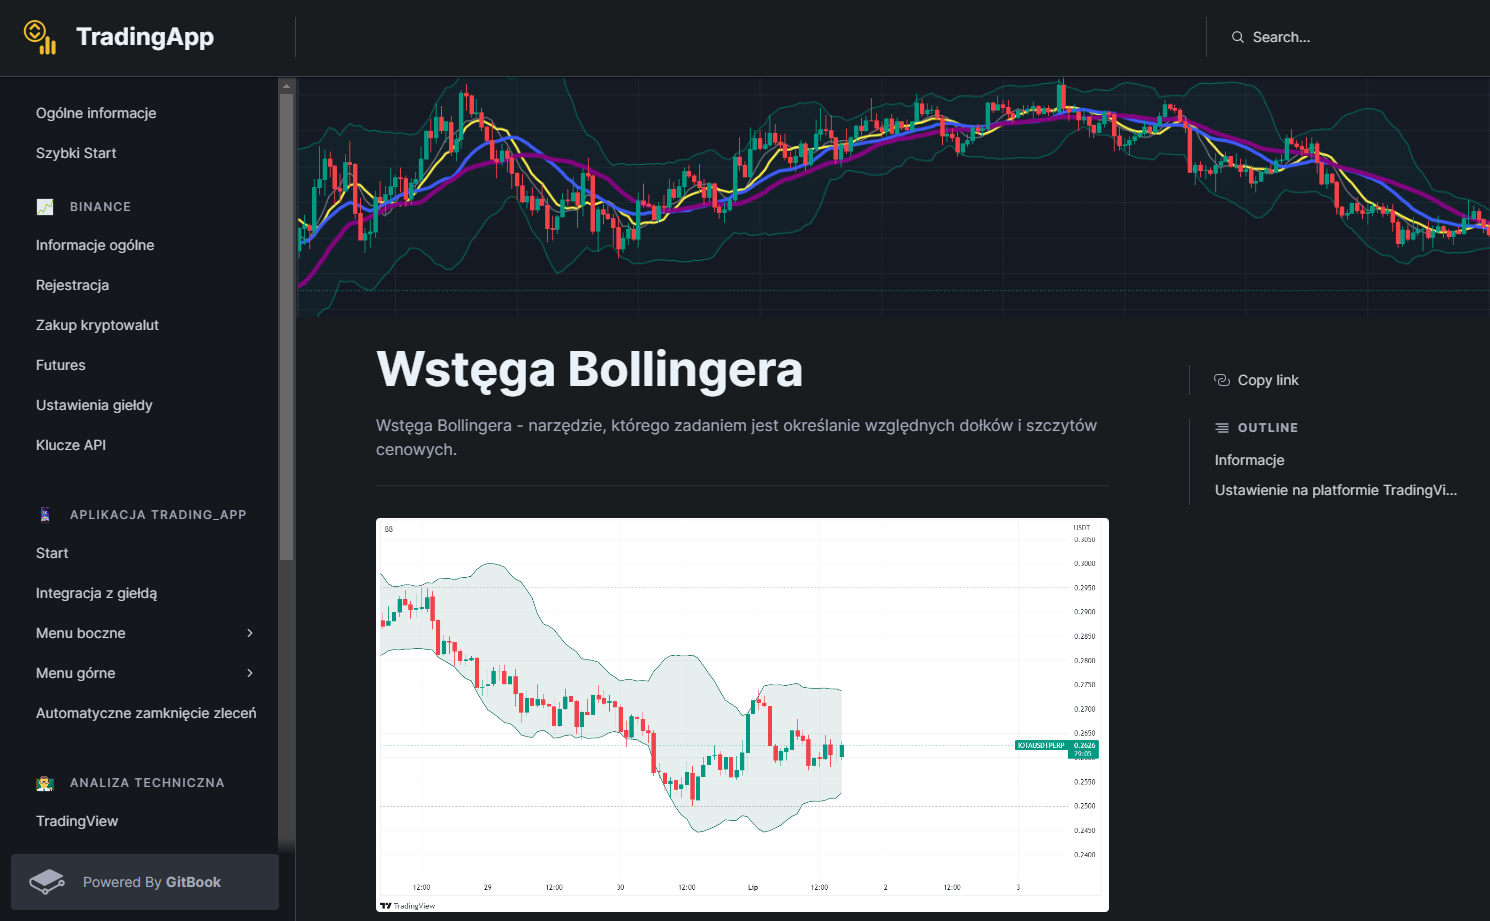 TradingApp
Search...
Ogólne informacje
Szybki Start
BINANCE
Informacje ogólne
Rejestracja
Zakup kryptowalut
Futures
Ustawienia giełdy
Klucze API
APLIKACJA TRADING_APP
Start
Integracja z giełdą
Menu boczne
Menu górne
Automatyczne zamknięcie zleceń
ANALIZA TECHNICZNA
TradingView
Powered By GitBook
Wstęga Bollingera
Wstęga Bollingera - narzędzie, którego zadaniem jest określanie względnych dołków i szczytów
cenowych.
Copy link
OUTLINE
Informacje
Ustawienie na platformie TradingVi...
BB
USDT
0.3050
0.3000
0.2950
0.2900
0.2850
0.2800
0.2750
0.2700
0.2650
IOTAUSDTPERP 0.2626
29:05
0.2550
0.2500
0.2450
0.2400
12:00 29 12:00 30 12:00 Lip 12:00 2 12:00 3
TradingView